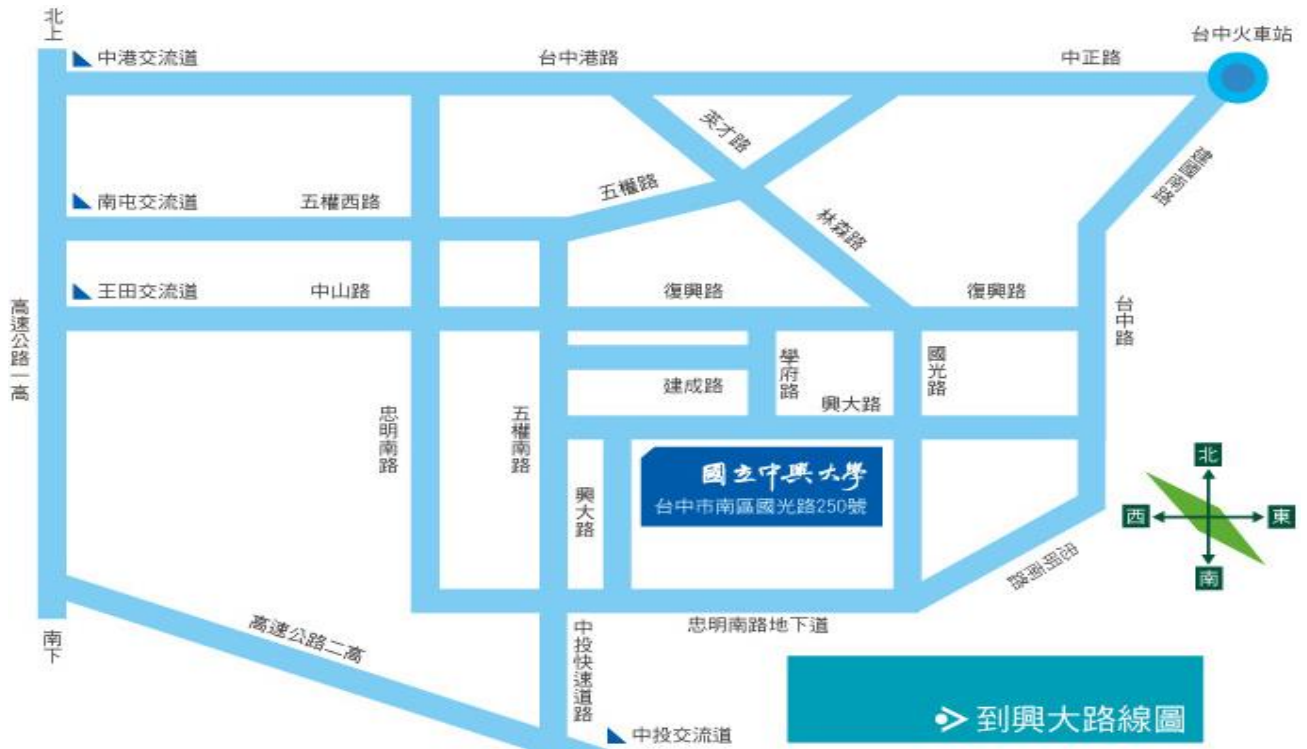 北上
台中火車站
中港交流道
台中港路
中正路
英才路
建國南路
五權路
南屯交流道
五權西路
林森路
王田交流道
中山路
復興路
復興路
高速公路一高
台中路
學府路
國光路
建成路
興大路
忠明南路
五權南路
國立中興大學
台中市南區國光路250號
興大路
北
西
東
南
忠明南路
忠明南路地下道
南下
高速公路二高
中投快速道路
中投交流道
到興大路線圖